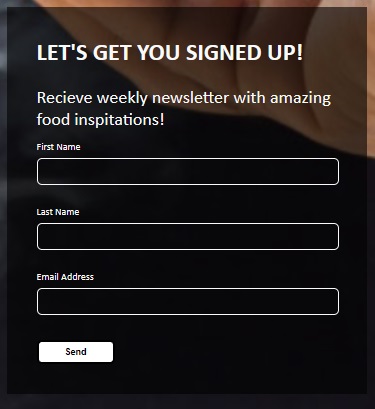 LET'S GET YOU SIGNED UP!
Recieve weekly newsletter with amazing
food inspitations!
First Name
Last Name
Email Address
Send